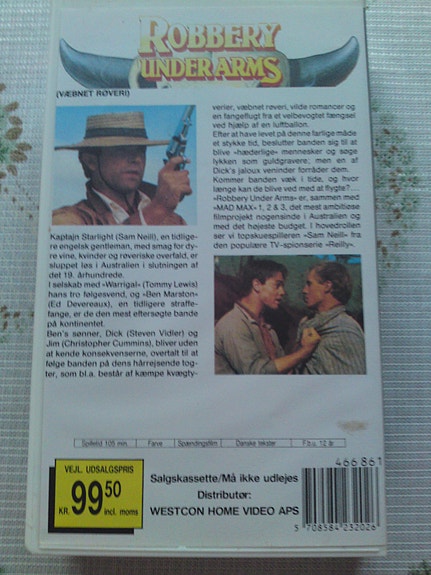 ROBBERY
UNDER ARMS
(VÆBNET RØVERI)
Kaptajn Starlight (Sam Neill), en tidlige-
re engelsk gentleman, med smag for dy-
re vine, kvinder og røveriske overfald, er
sluppet løs i Australien i slutningen af
det 19. århundrede.
I selskab med »Warrigal« (Tommy Lewis)
hans tro følgesvend, og »Ben Marston«
(Ed Devereaux), en tidligere straffe-
fange, er de den mest eftersøgte bande
på kontinentet.
Ben's sønner, Dick (Steven Vidler) og
Jim (Christopher Cummins), bliver uden
at kende konsekvenserne, overtalt til at
følge banden på dens hårrejsende tog-
ter, som bl.a. består af kæmpe kvægty-
verier, væbnet røveri, vilde romancer og
en fangeflugt fra et velbevogtet fængsel
ved hjælp af en luftballon.
Efter at have levet på denne farlige måde
et stykke tid, beslutter banden sig til at
blive »hæderlige« mennesker og søge
lykken som guldgravere; men en af
Dick's jaloux veninder forråder dem.
Kommer banden væk i tide, og hvor
længe kan de blive ved med at flygte?....
»Robbery Under Arms« er, sammen med
»MAD MAX« 1, 2 & 3, det mest ambitiøse
filmprojekt nogensinde i Australien og
med det højeste budget. I hovedrollen
ser vi topskuespilleren »Sam Neill« fra
den populære TV-spionserie »Reilly«.
Spilletid 105 min. Farve Spændingsfilm Danske tekster F.b.u. 12 år
466861
VEJL. UDSALGSPRIS
KR. 99 50
incl. moms
Salgskassette/Må ikke udlejes
Distributør:
WESTCON HOME VIDEO APS
5 708584 232026